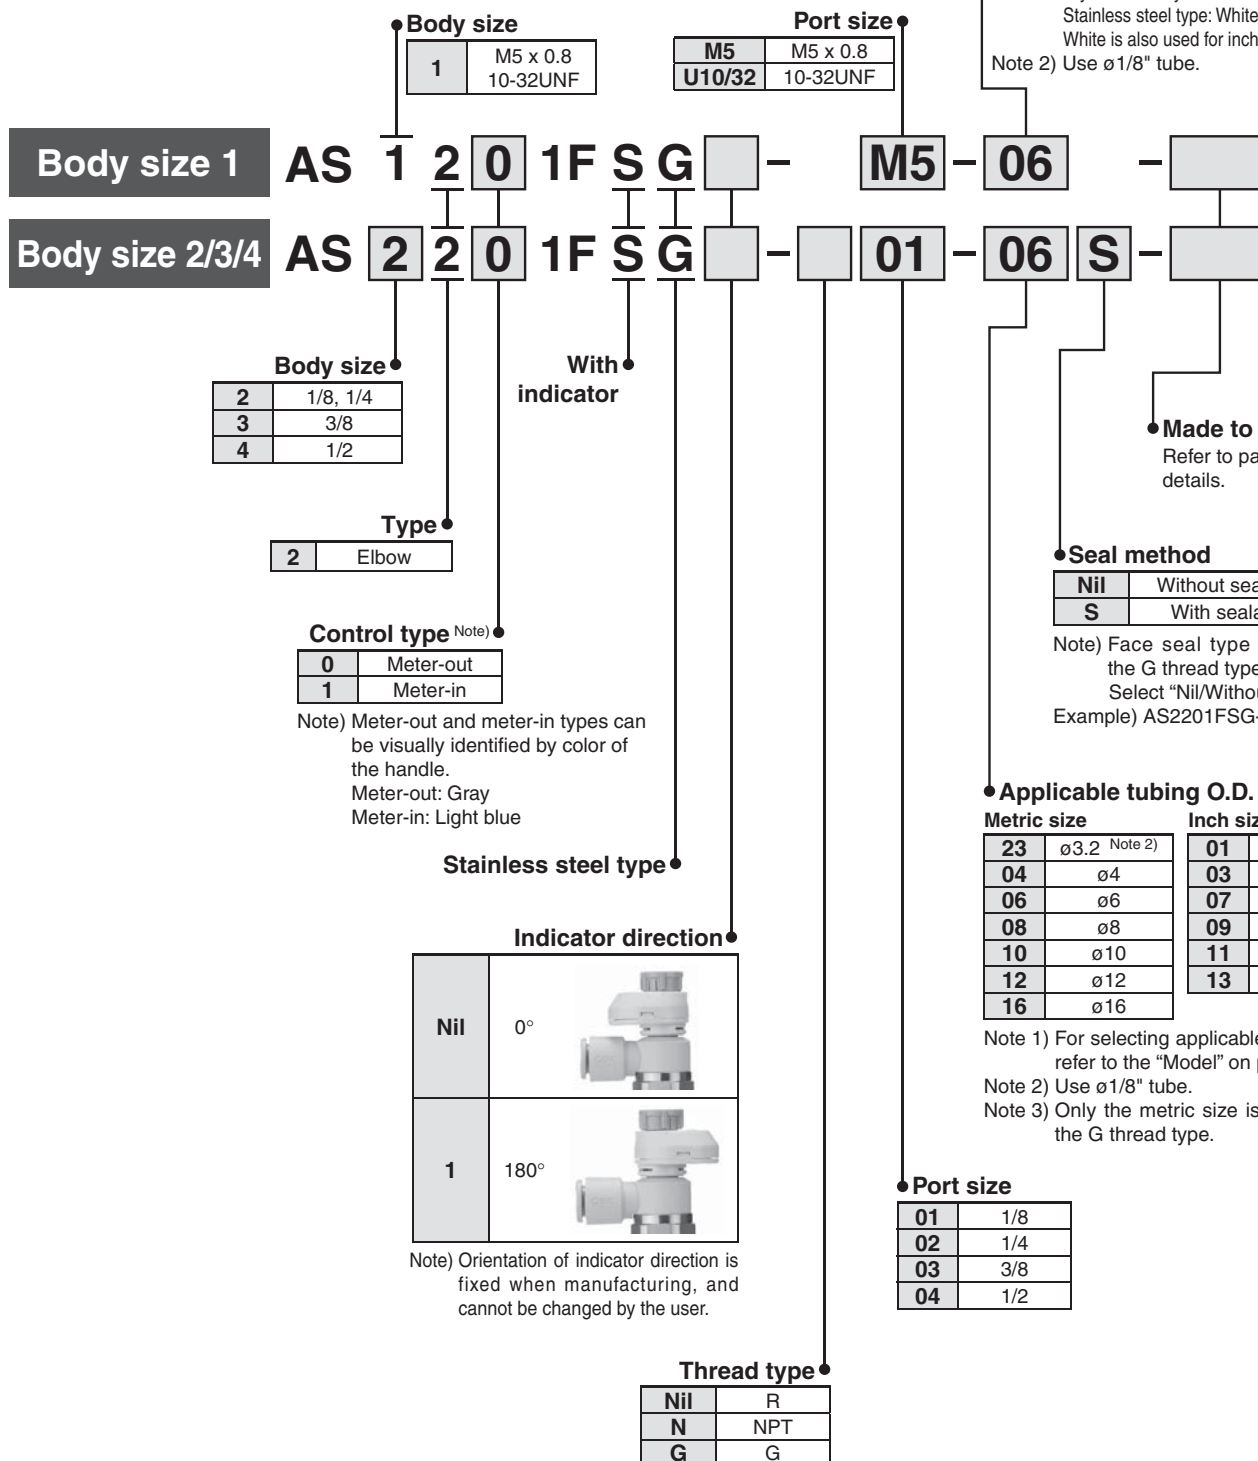 Stainless steel type: White
White is also used for inch
Note 2) Use ø1/8" tube.
Body size
1 M5 x 0.8
10-32UNF
Port size
M5 M5 x 0.8
U10/32 10-32UNF
Body size 1 AS 1 2 0 1F S G - M5 - 06 -
Body size 2/3/4 AS 2 2 0 1F S G - 01 - 06 S -
Body size
2 1/8, 1/4
3 3/8
4 1/2
With
indicator
Made to
Refer to pa
details.
Type
2 Elbow
Seal method
Nil Without sea
S With seala
Note) Face seal type
the G thread type
Select “Nil/Withou
Example) AS2201FSG-
Control type Note)
0 Meter-out
1 Meter-in
Note) Meter-out and meter-in types can
be visually identified by color of
the handle.
Meter-out: Gray
Meter-in: Light blue
Stainless steel type
Applicable tubing O.D.
Metric size
23 ø3.2 Note 2)
04 ø4
06 ø6
08 ø8
10 ø10
12 ø12
16 ø16
Inch siz
01
03
07
09
11
13
Note 1) For selecting applicable
refer to the “Model” on p
Note 2) Use ø1/8" tube.
Note 3) Only the metric size is
the G thread type.
Indicator direction
Nil 0°
1 180°
Note) Orientation of indicator direction is
fixed when manufacturing, and
cannot be changed by the user.
Port size
01 1/8
02 1/4
03 3/8
04 1/2
Thread type
Nil R
N NPT
G G